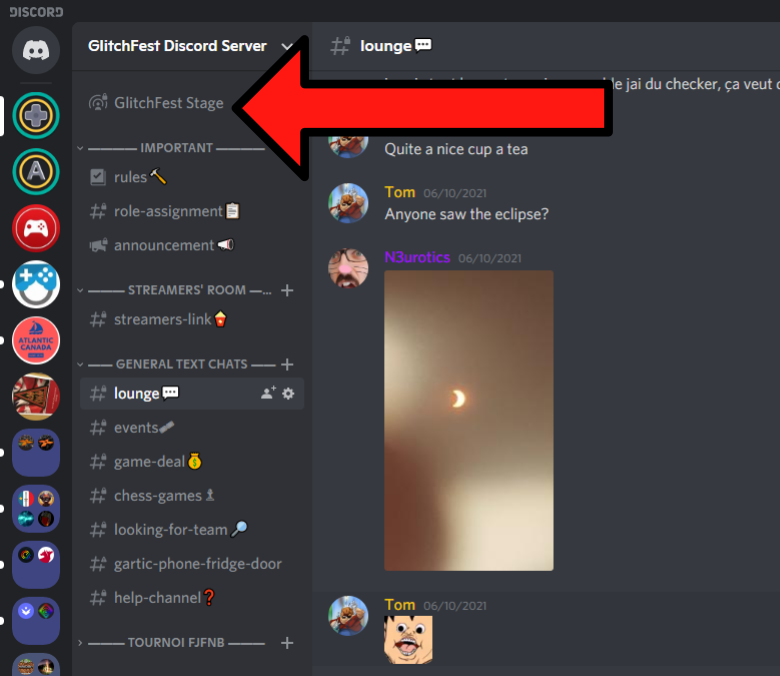 DISCORD
GlitchFest Discord Server
GlitchFest Stage
IMPORTANT
rules
role-assignment
announcement
STREAMERS' ROOM —...
streamers-link
GENERAL TEXT CHATS
lounge
events
game-deal
chess-games
looking-for-team
gartic-phone-fridge-door
help-channel
TOURNOI FJFNB
ATLANTIC
CANADA
lounge
jai du checker, ça veut
Quite a nice cup a tea
Tom 06/10/2021
Anyone saw the eclipse?
N3urotics 06/10/2021
Tom 06/10/2021